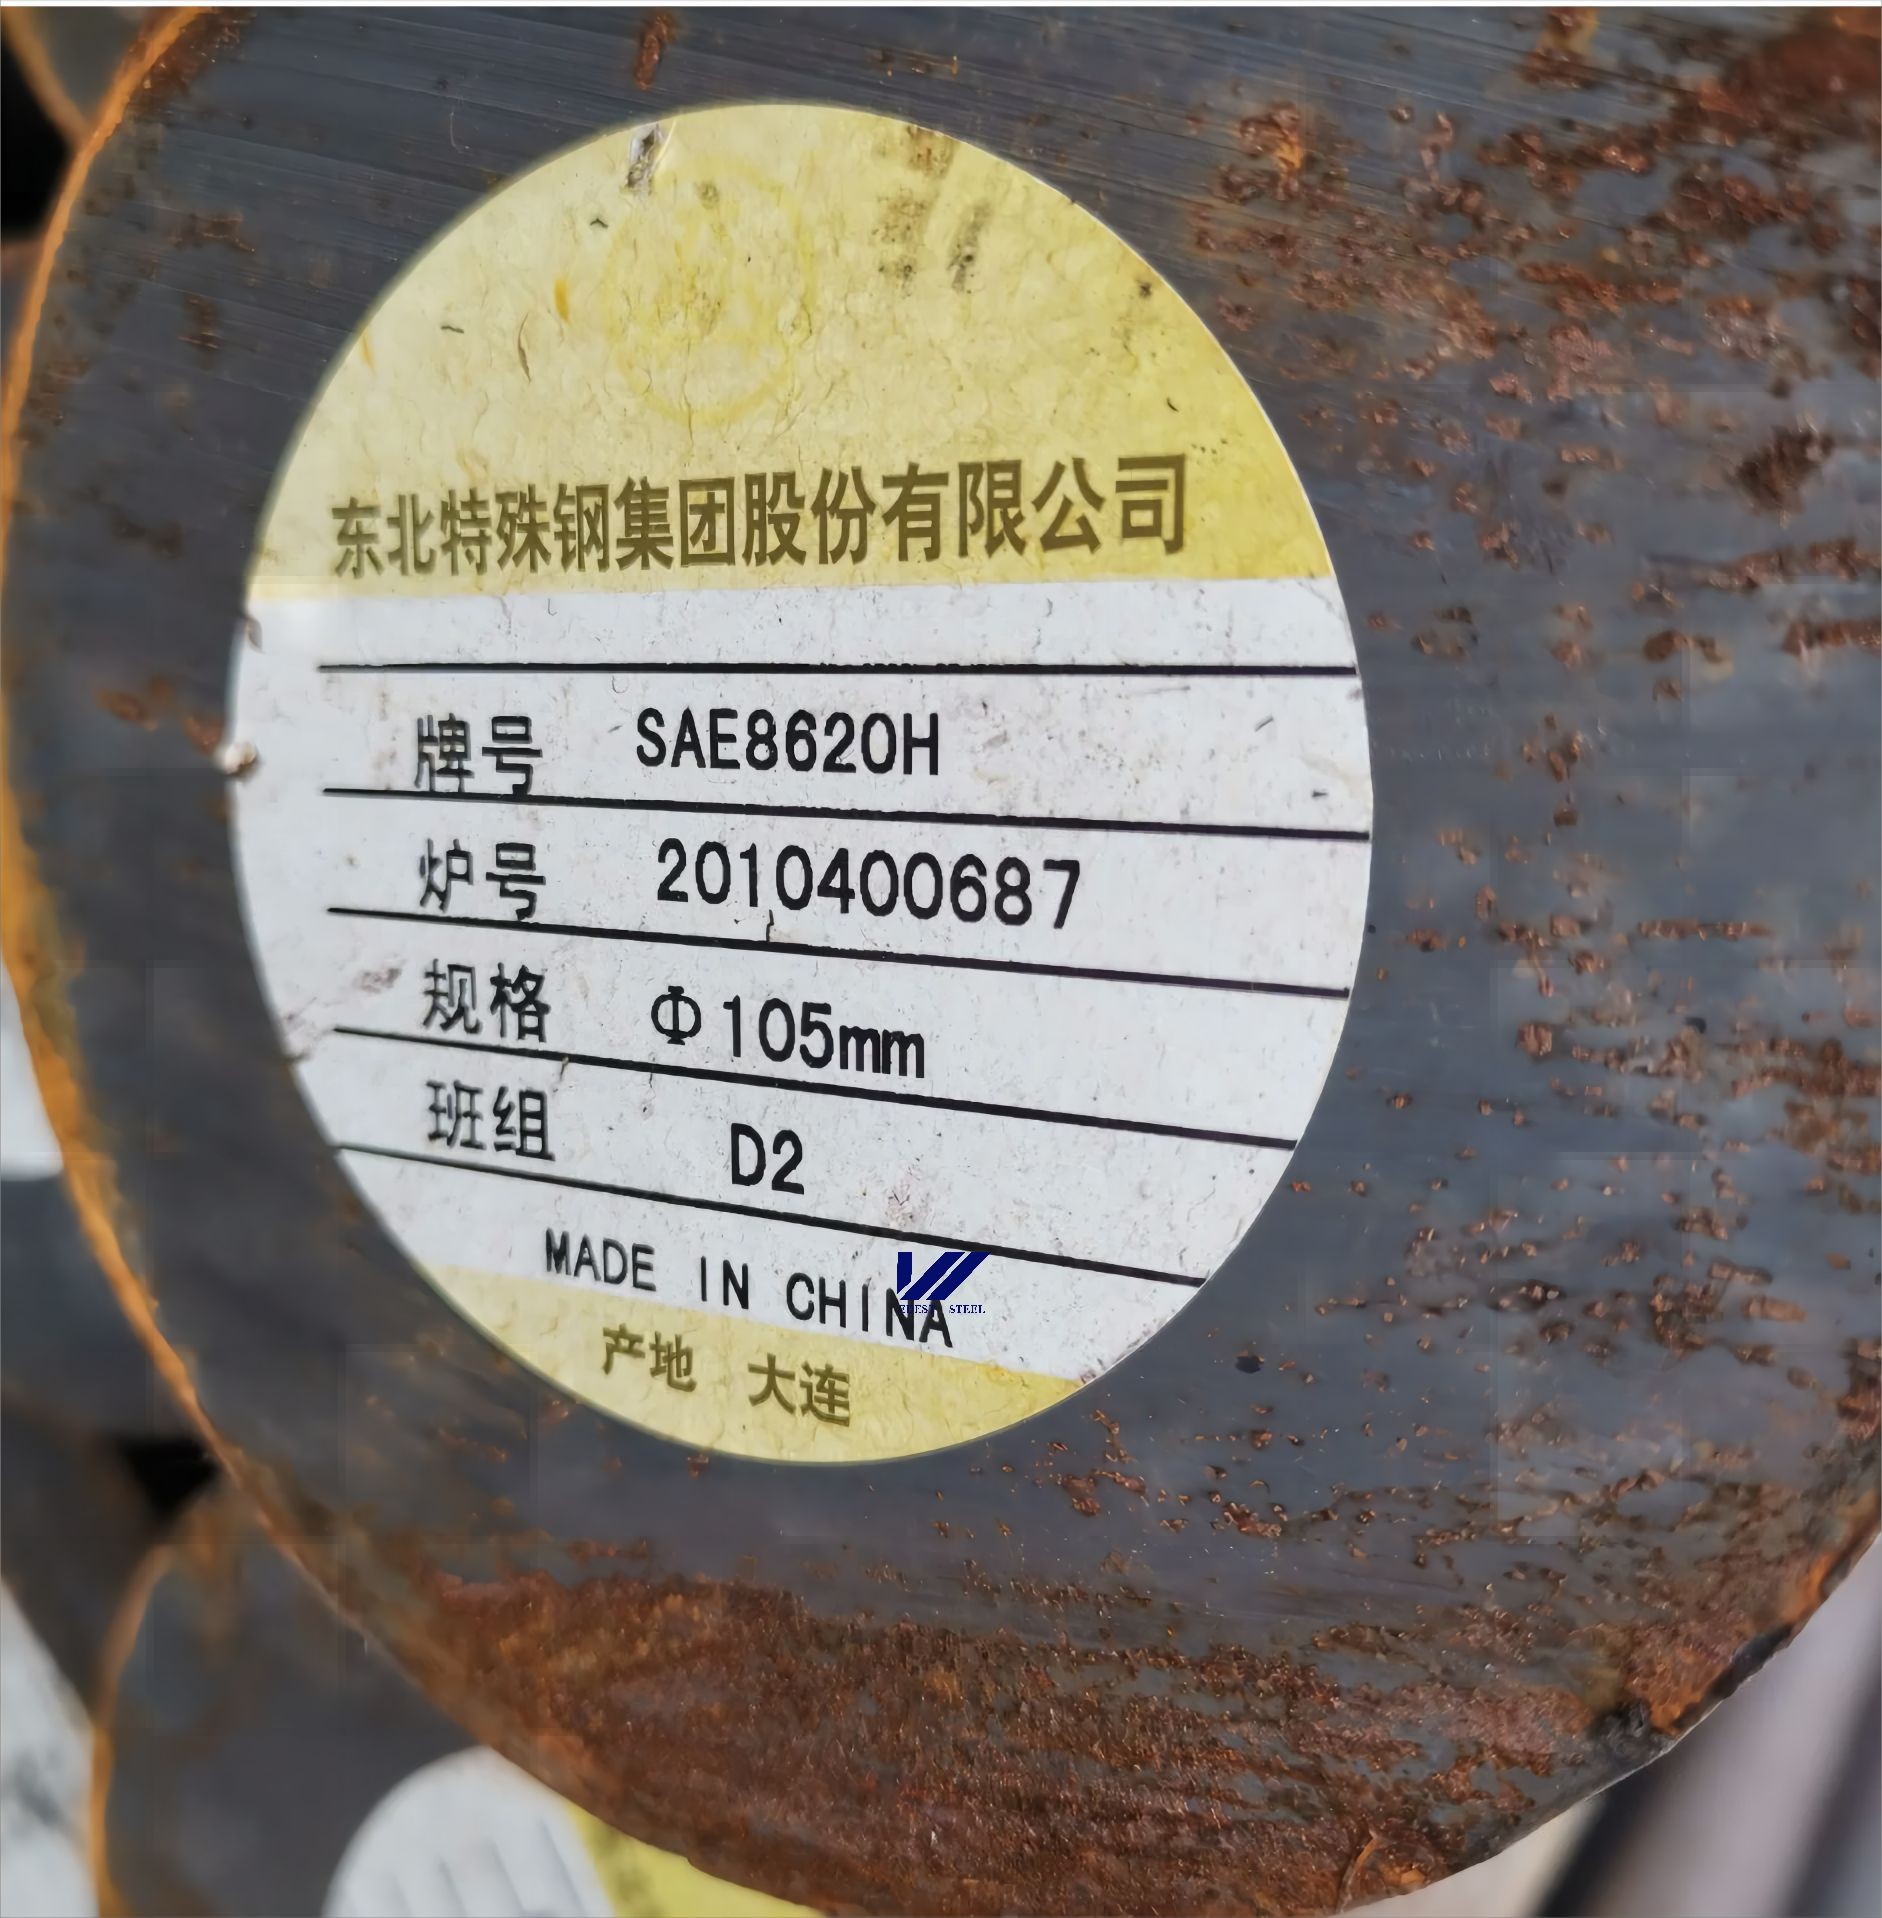 东北特殊钢集团股份有限公司
牌号 SAE8620H
炉号 2010400687
规格 Φ105mm
班组 D2
MADE IN CHINA
STEEL
产地 大连